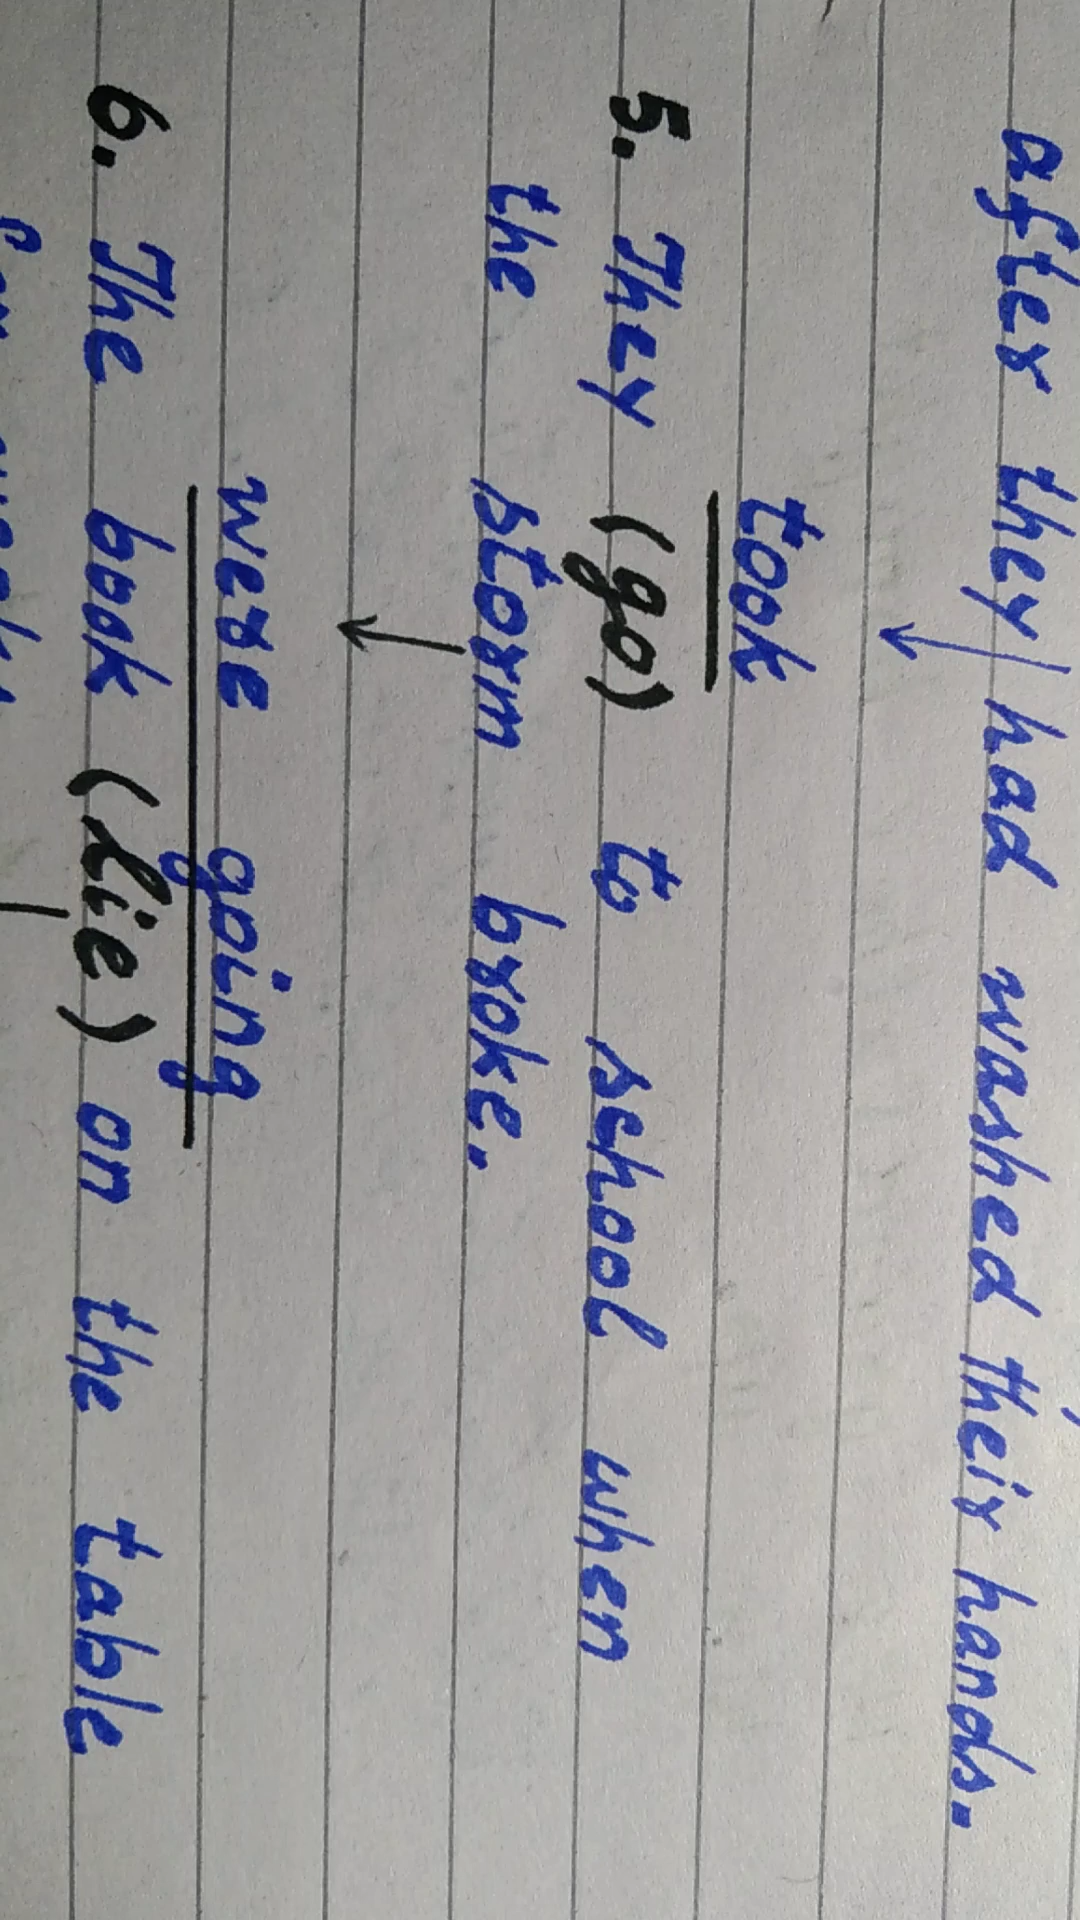 after they had washed their hands.
took
5. They (go) to school when
the storm broke.
were going
6. The book (lie) on the table